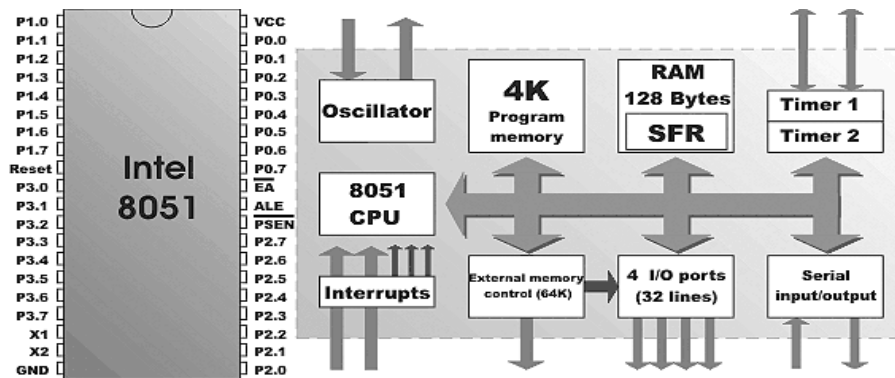 P1.0
P1.1
P1.2
P1.3
P1.4
P1.5
P1.6
P1.7
Reset
P3.0
P3.1
P3.2
P3.3
P3.4
P3.5
P3.6
P3.7
X1
X2
GND
Intel
8051
VCC
P0.0
P0.1
P0.2
P0.3
P0.4
P0.5
P0.6
P0.7
EA
ALE
PSEN
P2.7
P2.6
P2.5
P2.4
P2.3
P2.2
P2.1
P2.0
Oscillator
4K
Program
memory
RAM
128 Bytes
SFR
Timer 1
Timer 2
8051
CPU
Interrupts
External memory
control (64K)
4 I/O ports
(32 lines)
Serial
input/output